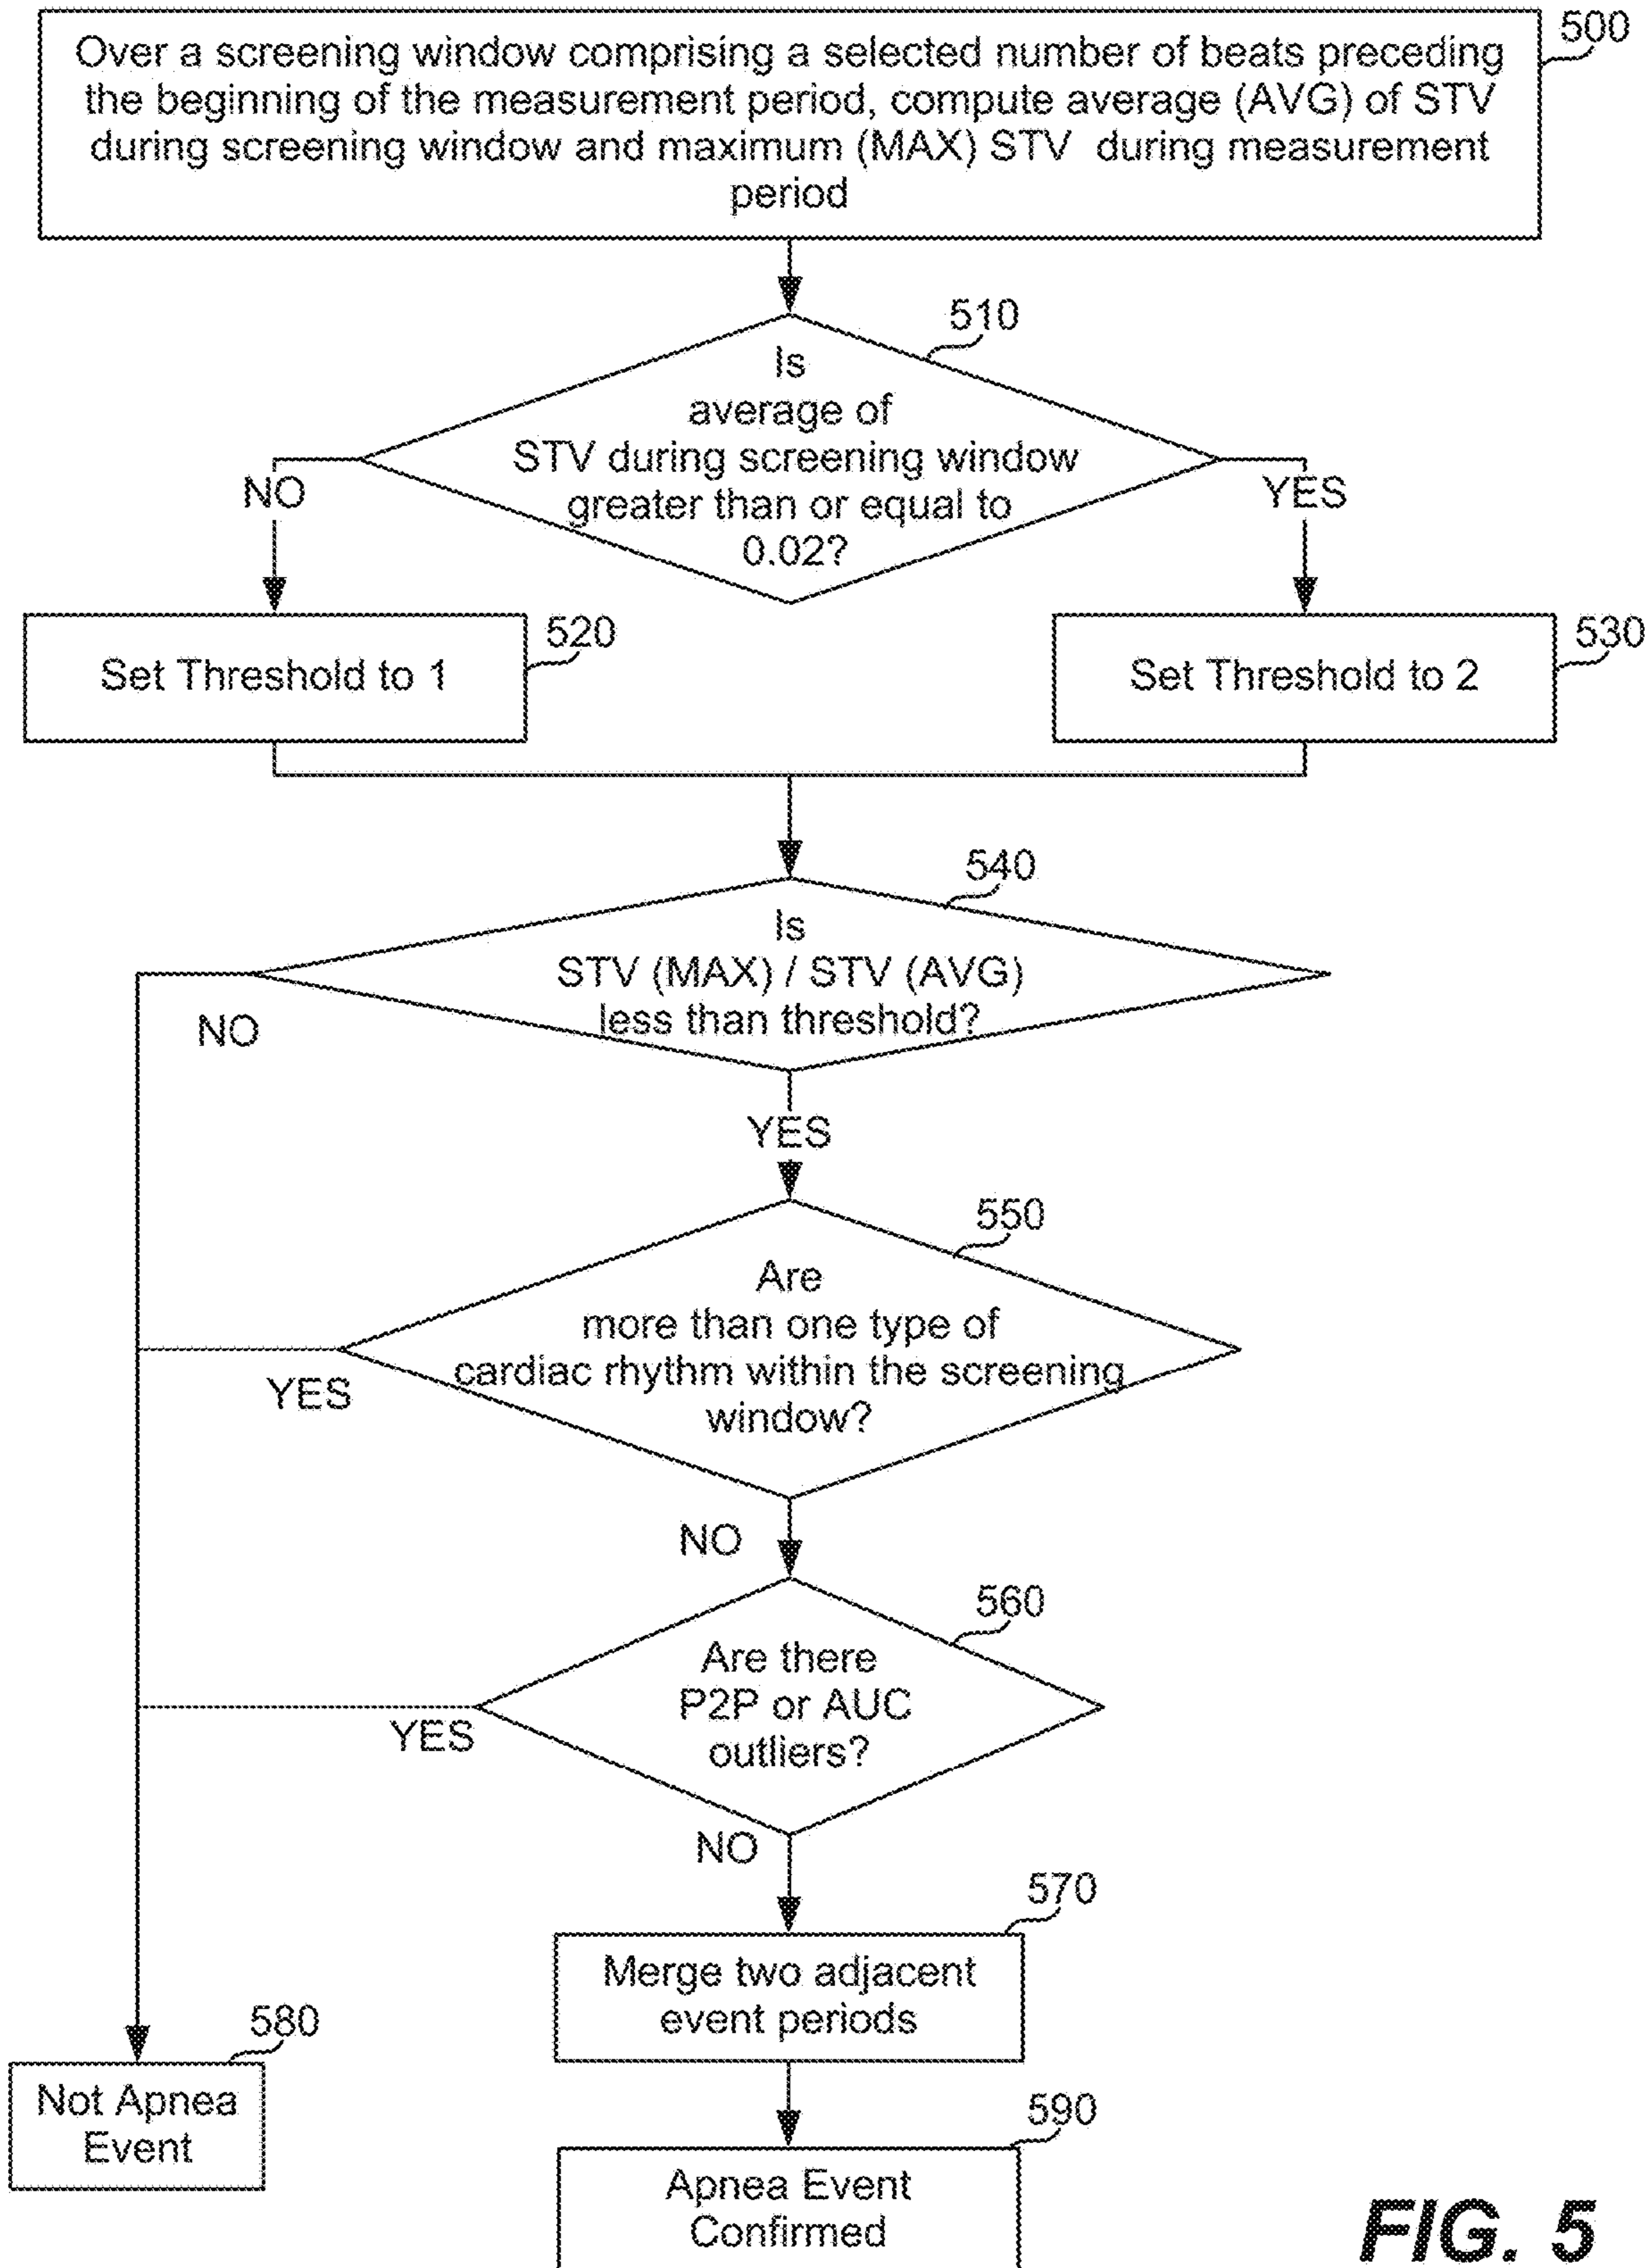 Over a screening window comprising a selected number of beats preceding
the beginning of the measurement period, compute average (AVG) of STV
during screening window and maximum (MAX) STV during measurement
period
500
510
Is
average of
STV during screening window
greater than or equal to
0.02?
NO
YES
520
Set Threshold to 1
530
Set Threshold to 2
540
Is
STV (MAX) / STV (AVG)
less than threshold?
NO
YES
550
Are
more than one type of
cardiac rhythm within the screening
window?
YES
NO
560
Are there
P2P or AUC
outliers?
YES
NO
570
Merge two adjacent
event periods
580
Not Apnea
Event
590
Apnea Event
Confirmed
FIG. 5